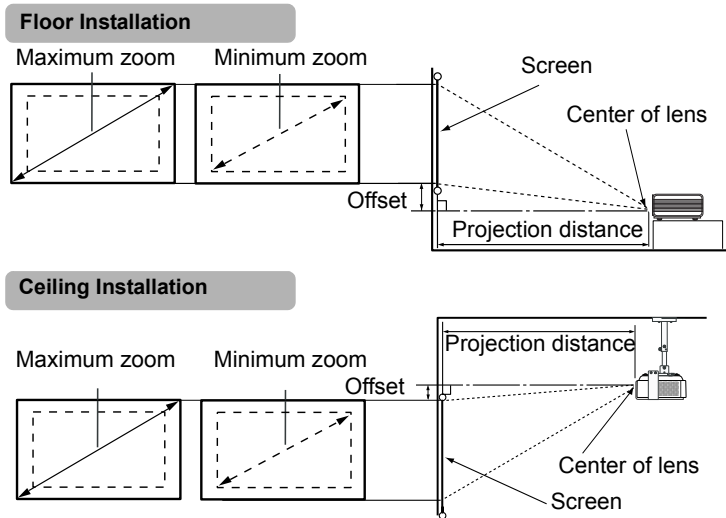 Floor Installation
Maximum zoom
Minimum zoom
Screen
Center of lens
Offset
Projection distance
Ceiling Installation
Maximum zoom
Minimum zoom
Projection distance
Offset
Center of lens
Screen